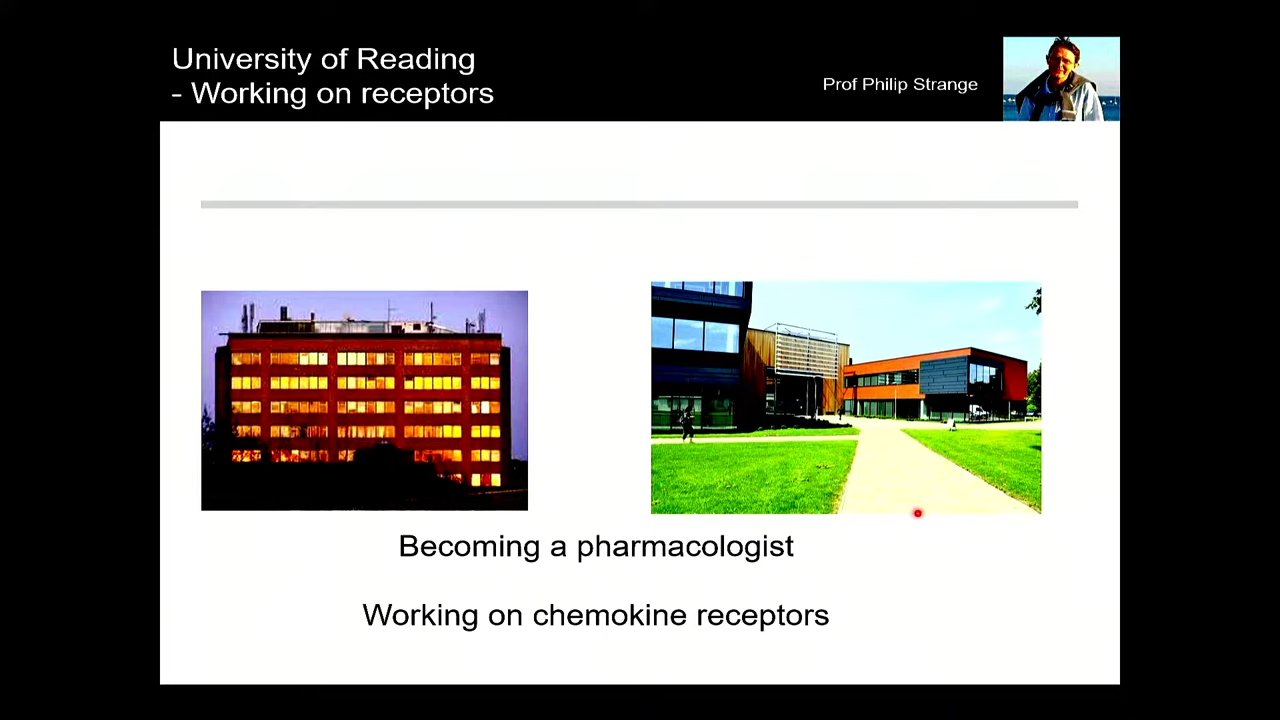 University of Reading
- Working on receptors
Prof Philip Strange
Becoming a pharmacologist
Working on chemokine receptors